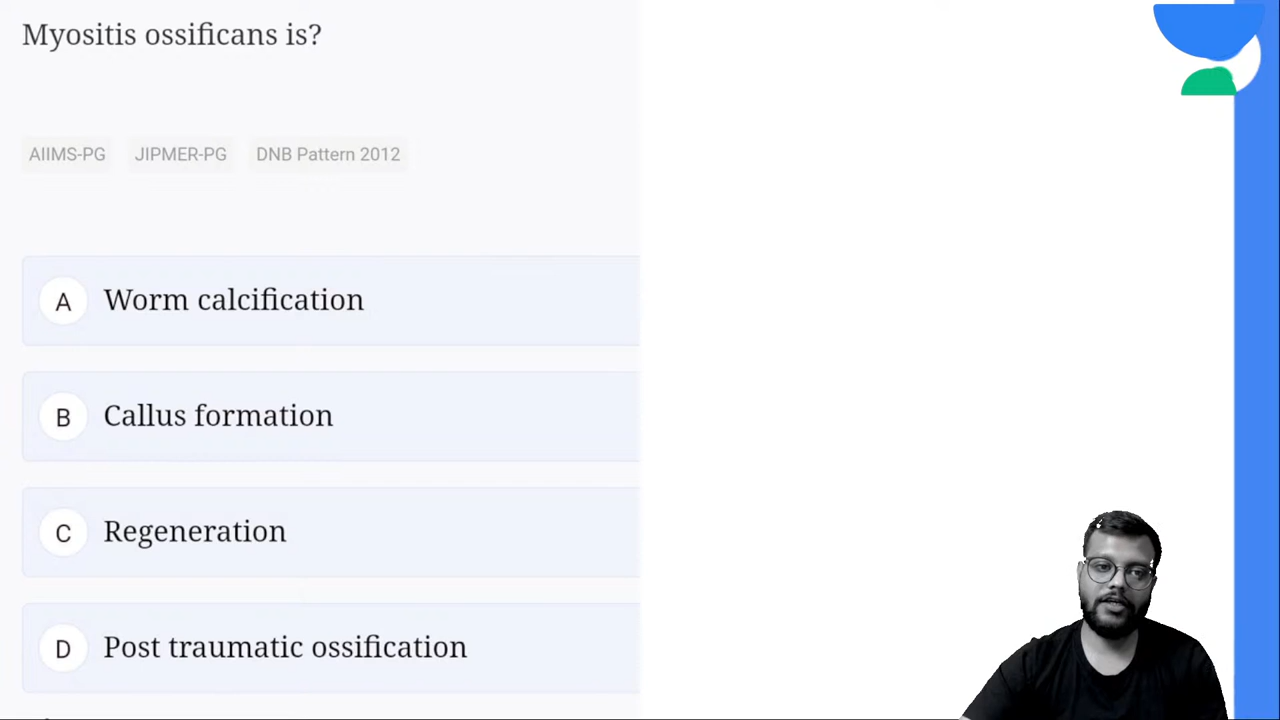 Myositis ossificans is?
AIIMS-PG JIPMER-PG DNB Pattern 2012
A Worm calcification
B Callus formation
C Regeneration
D Post traumatic ossification